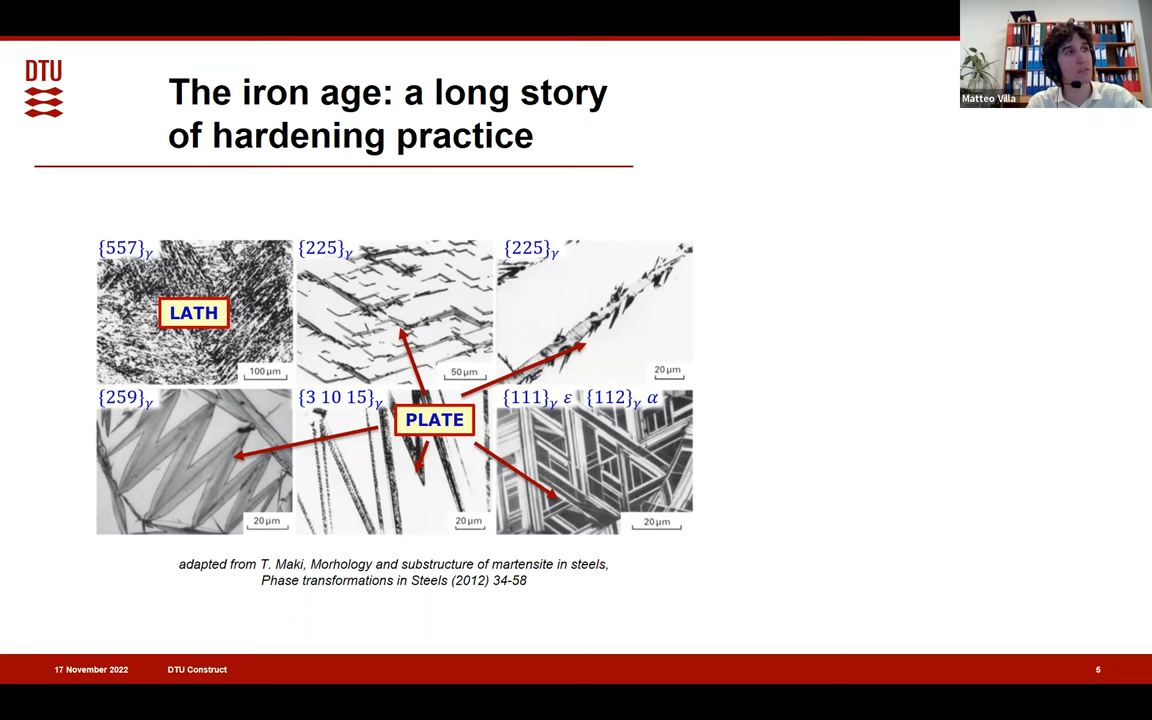 DTU
The iron age: a long story
of hardening practice
Matteo Villa
{557}γ
{225}γ
{225}γ
LATH
100 μm
50 μm
20 μm
{259}γ
{3 10 15}γ
{111}γ ε {112}γ α
PLATE
20 μm
20 μm
20 μm
adapted from T. Maki, Morhology and substructure of martensite in steels,
Phase transformations in Steels (2012) 34-58
17 November 2022
DTU Construct
5